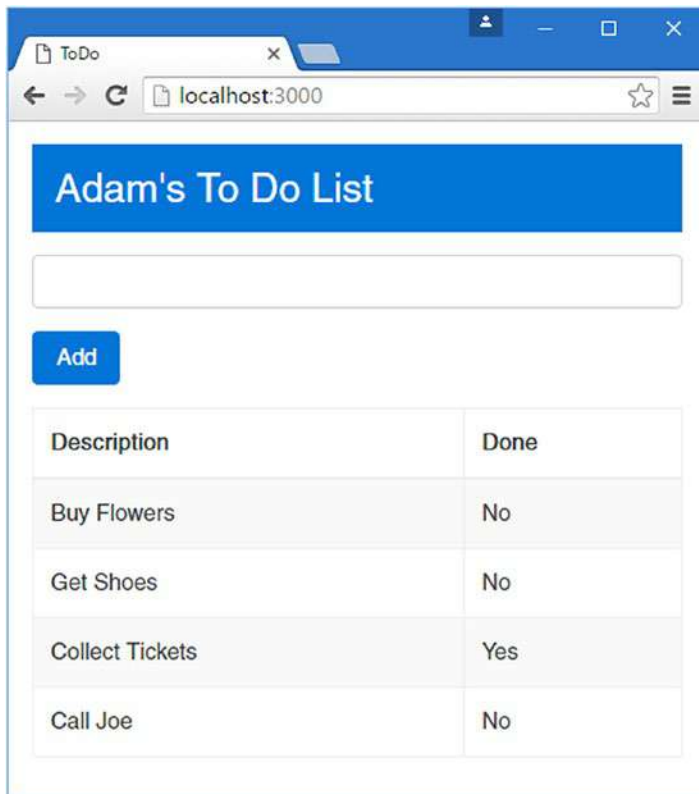 ToDo
localhost:3000
Adam's To Do List
Add
Description Done
Buy Flowers No
Get Shoes No
Collect Tickets Yes
Call Joe No